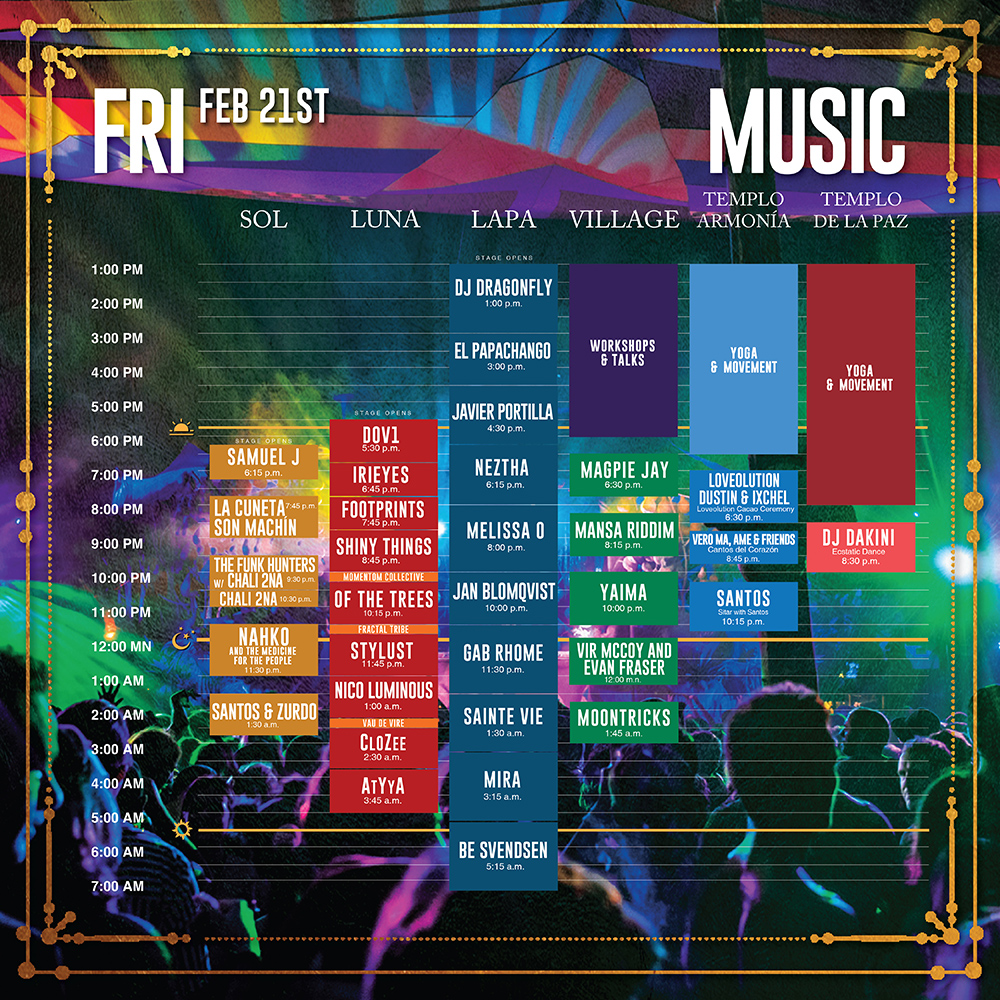 FRI FEB 21ST
MUSIC
SOL
LUNA
LAPA
VILLAGE
TEMPLO
ARMONÍA
TEMPLO
DE LA PAZ
1:00 PM
2:00 PM
3:00 PM
4:00 PM
5:00 PM
6:00 PM
7:00 PM
8:00 PM
9:00 PM
10:00 PM
11:00 PM
12:00 MN
1:00 AM
2:00 AM
3:00 AM
4:00 AM
5:00 AM
6:00 AM
7:00 AM
STAGE OPENS
SAMUEL J
6:15 p.m.
LA CUNETA 7:45 p.m.
SON MACHÍN
THE FUNK HUNTERS
W/ CHALI 2NA 9:30 p.m.
CHALI 2NA 10:30 p.m.
NAHKO
AND THE MEDICINE
FOR THE PEOPLE
11:30 p.m.
SANTOS & ZURDO
1:30 a.m.
STAGE OPENS
DOV1
5:30 p.m.
IRIEYES
6:45 p.m.
FOOTPRINTS
7:45 p.m.
SHINY THINGS
8:45 p.m.
MOMENTOM COLLECTIVE
OF THE TREES
10:15 p.m.
FRACTAL TRIBE
STYLUST
11:45 p.m.
NICO LUMINOUS
1:00 a.m.
VAU DE VIRE
CLOZEE
2:30 a.m.
ATYYA
3:45 a.m.
STAGE OPENS
DJ DRAGONFLY
1:00 p.m.
EL PAPACHANGO
3:00 p.m.
JAVIER PORTILLA
4:30 p.m.
NEZTHA
6:15 p.m.
MELISSA O
8:00 p.m.
JAN BLOMQVIST
10:00 p.m.
GAB RHOME
11:30 p.m.
SAINTE VIE
1:30 a.m.
MIRA
3:15 a.m.
BE SVENDSEN
5:15 a.m.
WORKSHOPS
& TALKS
MAGPIE JAY
6:30 p.m.
MANSA RIDDIM
8:15 p.m.
YAIMA
10:00 p.m.
VIR MCCOY AND
EVAN FRASER
12:00 m.n.
MOONTRICKS
1:45 a.m.
YOGA
& MOVEMENT
LOVEOLUTION
DUSTIN & IXCHEL
Loveolution Cacao Ceremony
6:30 p.m.
VERO MA, AME & FRIENDS
Cantos del Corazón
8:45 p.m.
SANTOS
Sitar with Santos
10:15 p.m.
YOGA
& MOVEMENT
DJ DAKINI
Ecstatic Dance
8:30 p.m.